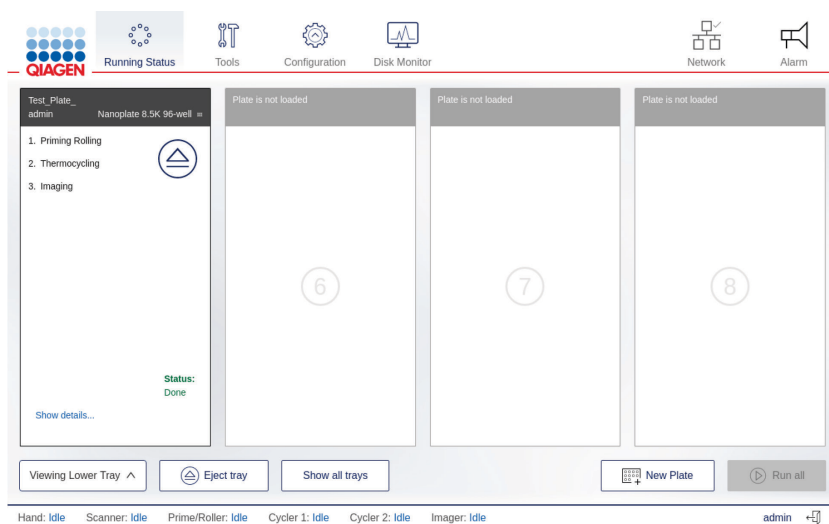 QIAGEN
Running Status
Tools
Configuration
Disk Monitor
Network
Alarm
Test_Plate_
admin Nanoplate 8.5K 96-well
1. Priming Rolling
2. Thermocycling
3. Imaging
Status:
Done
Show details...
Plate is not loaded
6
Plate is not loaded
7
Plate is not loaded
8
Viewing Lower Tray
Eject tray
Show all trays
New Plate
Run all
Hand: Idle Scanner: Idle Prime/Roller: Idle Cycler 1: Idle Cycler 2: Idle Imager: Idle admin